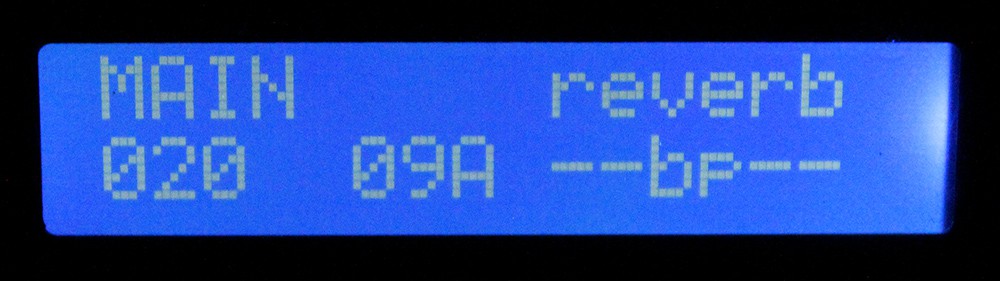 MAIN reverb
020 09A --bp--